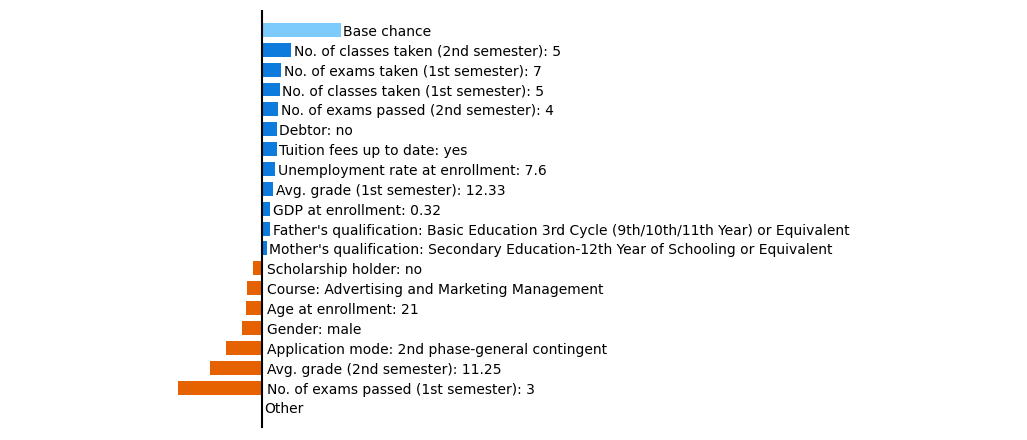 Base chance
No. of classes taken (2nd semester): 5
No. of exams taken (1st semester): 7
No. of classes taken (1st semester): 5
No. of exams passed (2nd semester): 4
Debtor: no
Tuition fees up to date: yes
Unemployment rate at enrollment: 7.6
Avg. grade (1st semester): 12.33
GDP at enrollment: 0.32
Father's qualification: Basic Education 3rd Cycle (9th/10th/11th Year) or Equivalent
Mother's qualification: Secondary Education-12th Year of Schooling or Equivalent
Scholarship holder: no
Course: Advertising and Marketing Management
Age at enrollment: 21
Gender: male
Application mode: 2nd phase-general contingent
Avg. grade (2nd semester): 11.25
No. of exams passed (1st semester): 3
Other